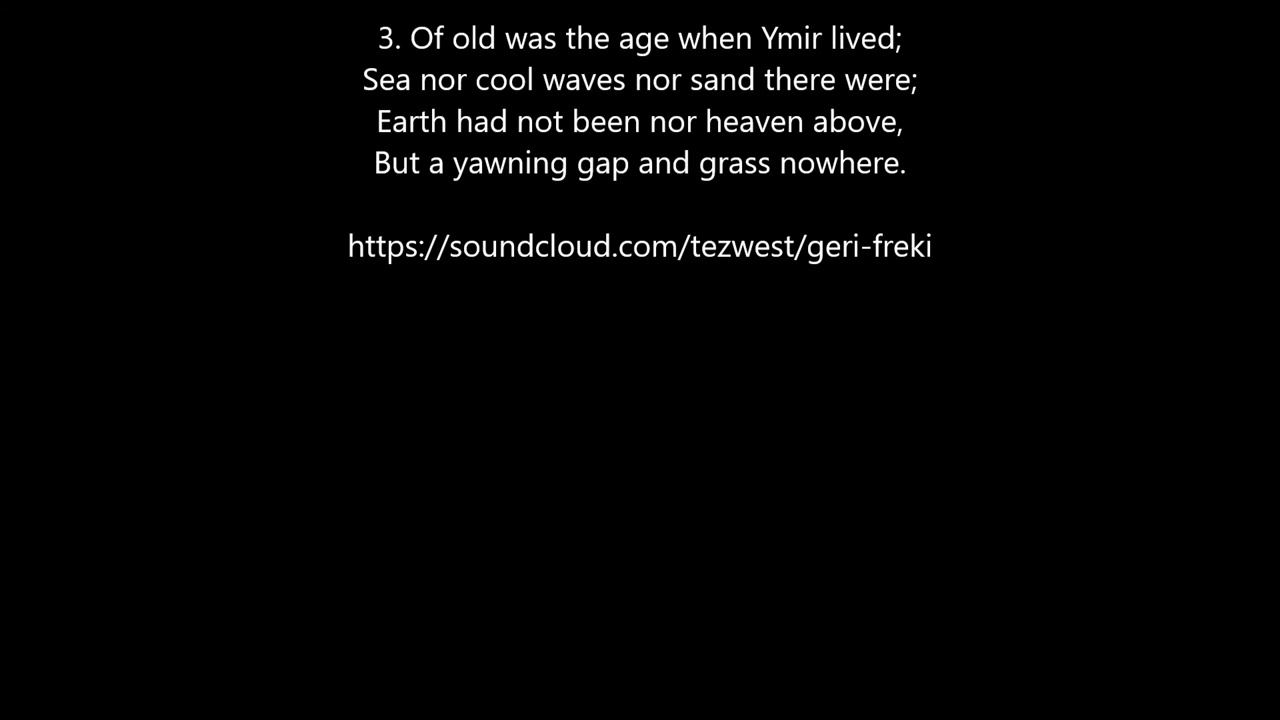 3. Of old was the age when Ymir lived;
Sea nor cool waves nor sand there were;
Earth had not been nor heaven above,
But a yawning gap and grass nowhere.
https://soundcloud.com/tezwest/geri-freki